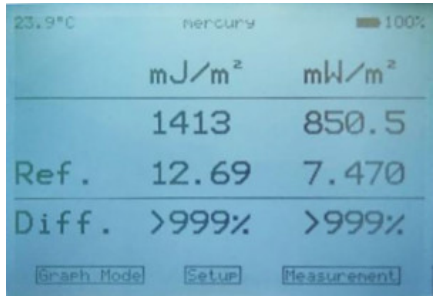 23.9°C mercury 100%
mJ/m² mW/m²
1413 850.5
Ref. 12.69 7.470
Diff. >999% >999%
Graph Mode Setup Measurement